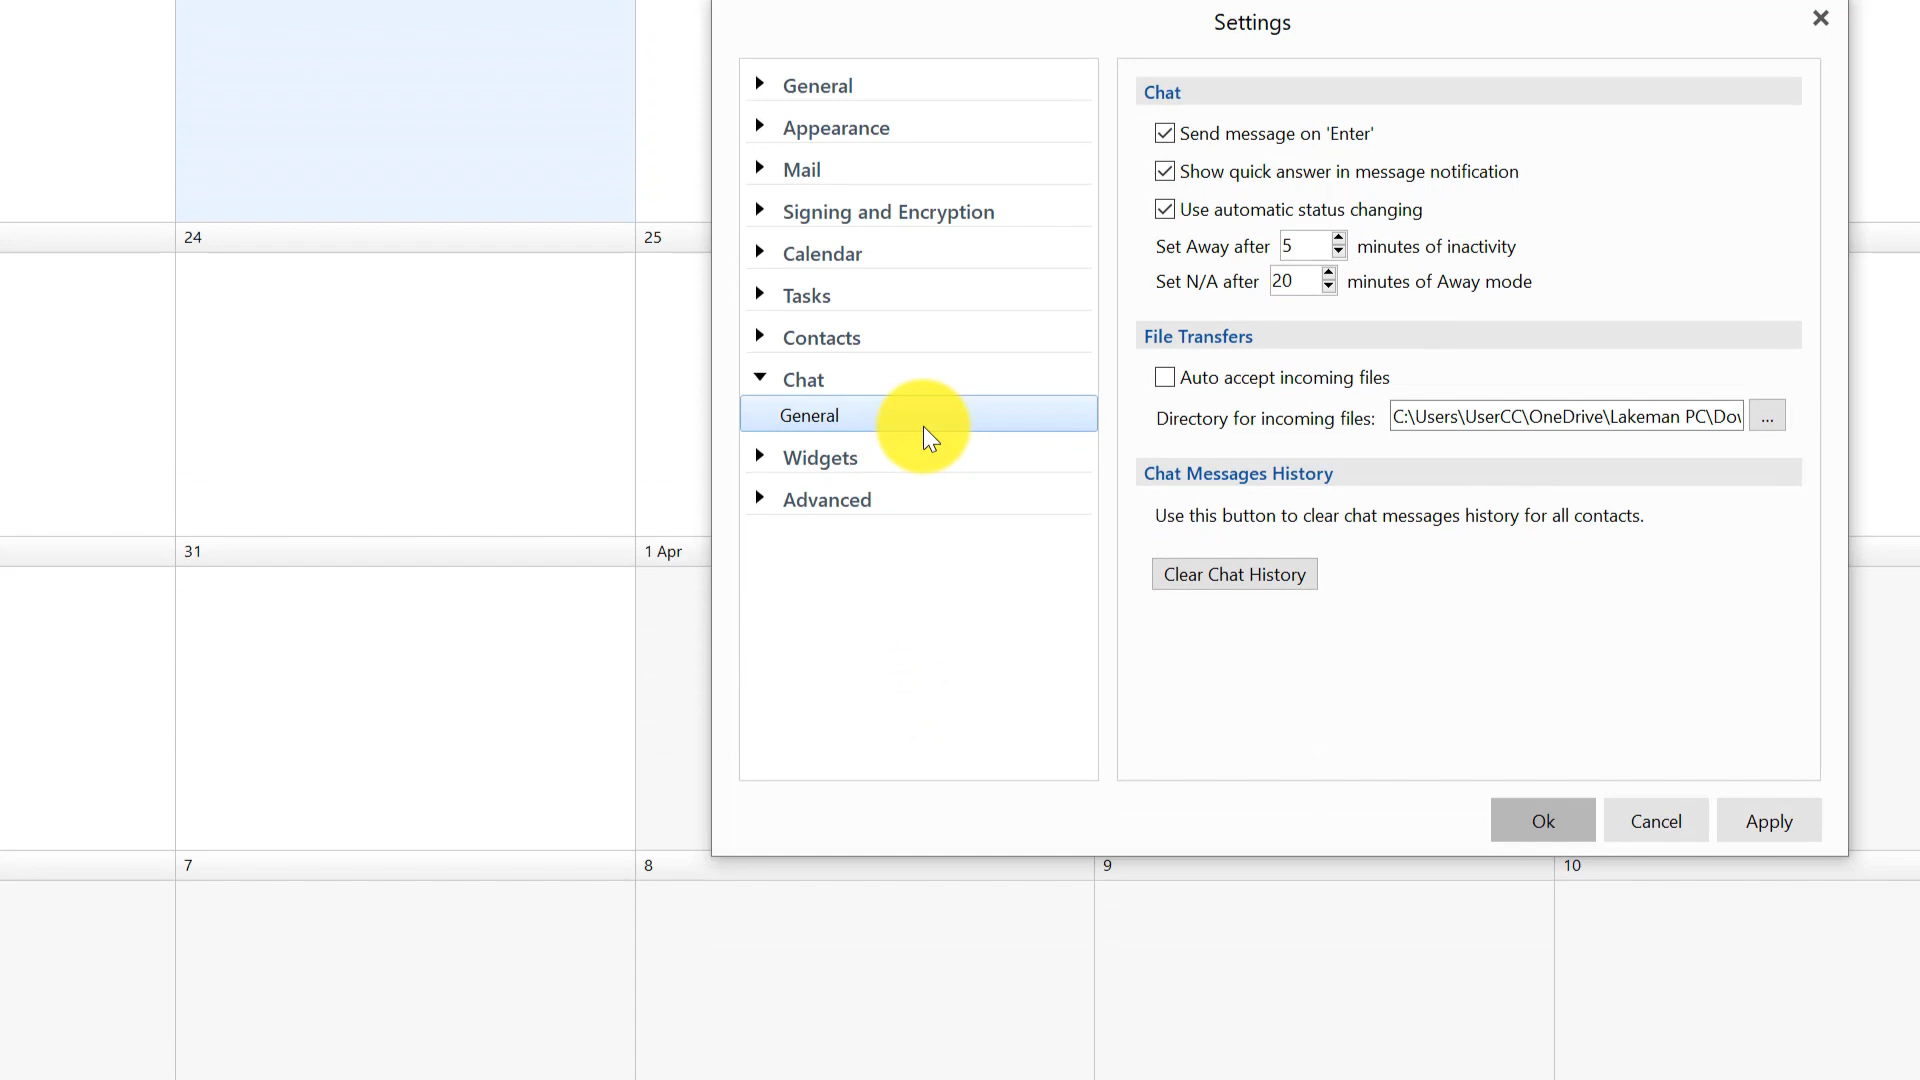 Settings
General
Appearance
Mail
Signing and Encryption
Calendar
Tasks
Contacts
Chat
General
Widgets
Advanced
Chat
Send message on 'Enter'
Show quick answer in message notification
Use automatic status changing
Set Away after 5 minutes of inactivity
Set N/A after 20 minutes of Away mode
File Transfers
Auto accept incoming files
Directory for incoming files: C:\Users\UserCC\OneDrive\Lakeman PC\Do ...
Chat Messages History
Use this button to clear chat messages history for all contacts.
Clear Chat History
Ok Cancel Apply
24 25
31 1 Apr
7 8 9 10